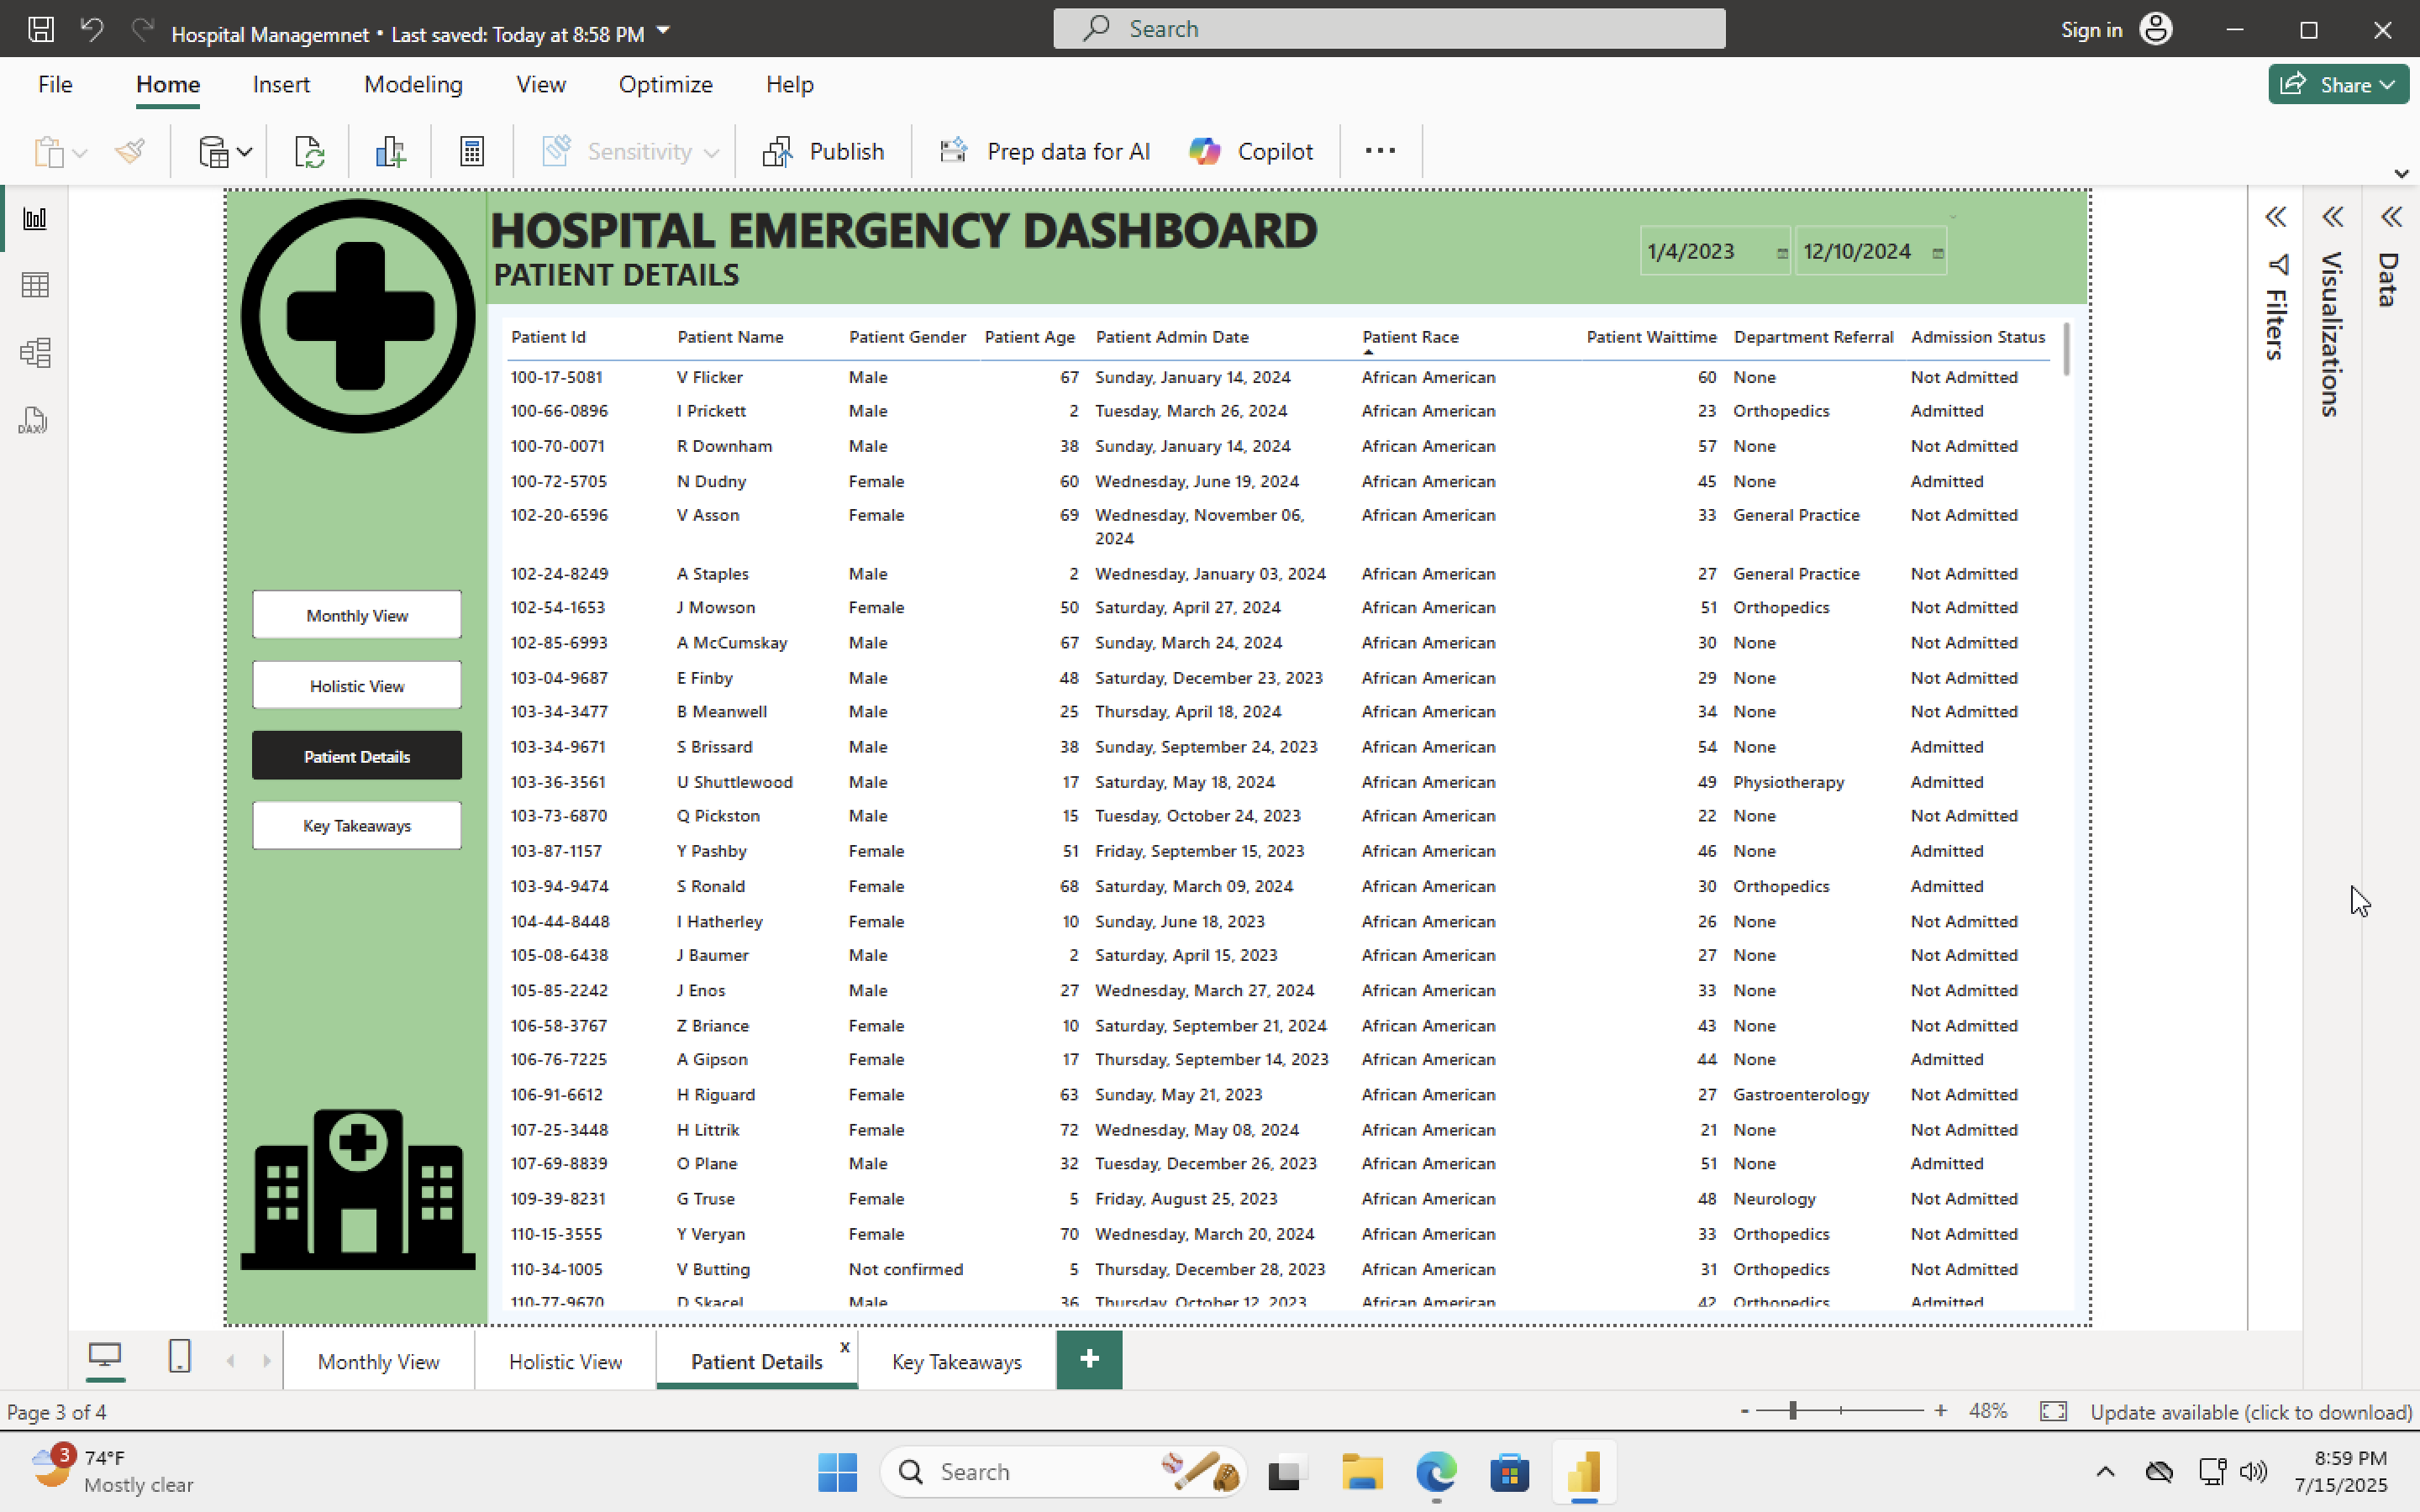 Hospital Managemnet • Last saved: Today at 8:58 PM
Search
Sign in
File Home Insert Modeling View Optimize Help
Share
Sensitivity Publish Prep data for AI Copilot ...
DAX
HOSPITAL EMERGENCY DASHBOARD
PATIENT DETAILS
1/4/2023 12/10/2024
Filters
Visualizations
Data
Monthly View
Holistic View
Patient Details
Key Takeaways
Patient Id Patient Name Patient Gender Patient Age Patient Admin Date Patient Race Patient Waittime Department Referral Admission Status
100-17-5081 V Flicker Male 67 Sunday, January 14, 2024 African American 60 None Not Admitted
100-66-0896 I Prickett Male 2 Tuesday, March 26, 2024 African American 23 Orthopedics Admitted
100-70-0071 R Downham Male 38 Sunday, January 14, 2024 African American 57 None Not Admitted
100-72-5705 N Dudny Female 60 Wednesday, June 19, 2024 African American 45 None Admitted
102-20-6596 V Asson Female 69 Wednesday, November 06, 2024 African American 33 General Practice Not Admitted
102-24-8249 A Staples Male 2 Wednesday, January 03, 2024 African American 27 General Practice Not Admitted
102-54-1653 J Mowson Female 50 Saturday, April 27, 2024 African American 51 Orthopedics Not Admitted
102-85-6993 A McCumskay Male 67 Sunday, March 24, 2024 African American 30 None Not Admitted
103-04-9687 E Finby Male 48 Saturday, December 23, 2023 African American 29 None Not Admitted
103-34-3477 B Meanwell Male 25 Thursday, April 18, 2024 African American 34 None Not Admitted
103-34-9671 S Brissard Male 38 Sunday, September 24, 2023 African American 54 None Admitted
103-36-3561 U Shuttlewood Male 17 Saturday, May 18, 2024 African American 49 Physiotherapy Admitted
103-73-6870 Q Pickston Male 15 Tuesday, October 24, 2023 African American 22 None Not Admitted
103-87-1157 Y Pashby Female 51 Friday, September 15, 2023 African American 46 None Admitted
103-94-9474 S Ronald Female 68 Saturday, March 09, 2024 African American 30 Orthopedics Admitted
104-44-8448 I Hatherley Female 10 Sunday, June 18, 2023 African American 26 None Not Admitted
105-08-6438 J Baumer Male 2 Saturday, April 15, 2023 African American 27 None Not Admitted
105-85-2242 J Enos Male 27 Wednesday, March 27, 2024 African American 33 None Not Admitted
106-58-3767 Z Briance Female 10 Saturday, September 21, 2024 African American 43 None Not Admitted
106-76-7225 A Gipson Female 17 Thursday, September 14, 2023 African American 44 None Admitted
106-91-6612 H Riguard Female 63 Sunday, May 21, 2023 African American 27 Gastroenterology Not Admitted
107-25-3448 H Littrik Female 72 Wednesday, May 08, 2024 African American 21 None Not Admitted
107-69-8839 O Plane Male 32 Tuesday, December 26, 2023 African American 51 None Admitted
109-39-8231 G Truse Female 5 Friday, August 25, 2023 African American 48 Neurology Not Admitted
110-15-3555 Y Veryan Female 70 Wednesday, March 20, 2024 African American 33 Orthopedics Not Admitted
110-34-1005 V Butting Not confirmed 5 Thursday, December 28, 2023 African American 31 Orthopedics Not Admitted
110-77-9670 D Skacel Male 36 Thursday, October 12, 2023 African American 42 Orthopedics Admitted
Monthly View Holistic View Patient Details x Key Takeaways +
Page 3 of 4
- + 48%
Update available (click to download)
3
74°F
Mostly clear
Search
8:59 PM
7/15/2025